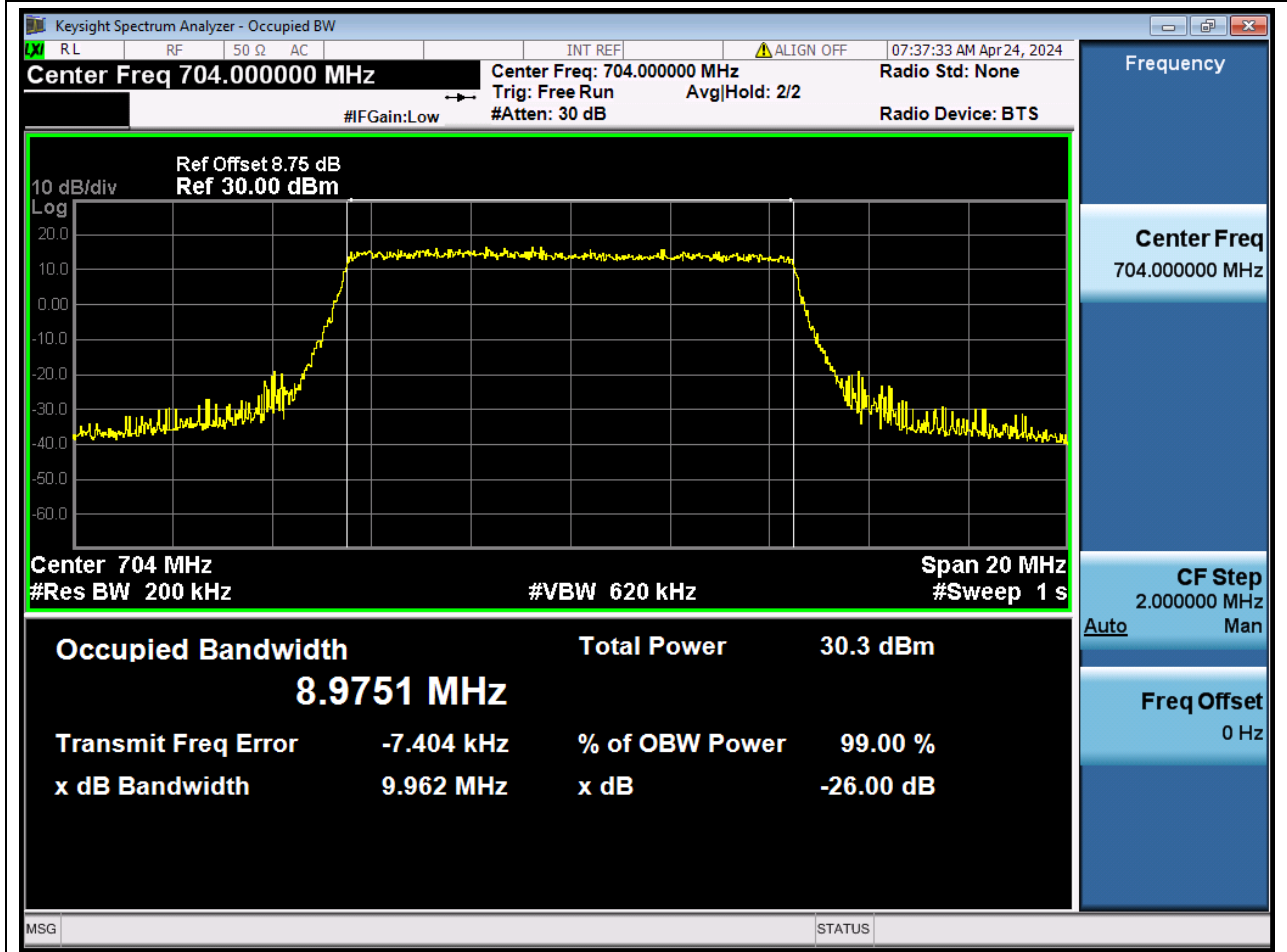 Keysight Spectrum Analyzer - Occupied BW
LXI RL RF 50 Ω AC INT REF ALIGN OFF 07:37:33 AM Apr 24, 2024
Center Freq 704.000000 MHz
Center Freq: 704.000000 MHz
Radio Std: None
Trig: Free Run Avg|Hold: 2/2
#IFGain:Low #Atten: 30 dB Radio Device: BTS
Ref Offset 8.75 dB
10 dB/div Ref 30.00 dBm
Log
20.0
10.0
0.00
-10.0
-20.0
-30.0
-40.0
-50.0
-60.0
Center 704 MHz Span 20 MHz
#Res BW 200 kHz #VBW 620 kHz #Sweep 1 s
Occupied Bandwidth Total Power 30.3 dBm
8.9751 MHz
Transmit Freq Error -7.404 kHz % of OBW Power 99.00 %
x dB Bandwidth 9.962 MHz x dB -26.00 dB
MSG STATUS
Frequency
Center Freq
704.000000 MHz
CF Step
2.000000 MHz
Auto Man
Freq Offset
0 Hz